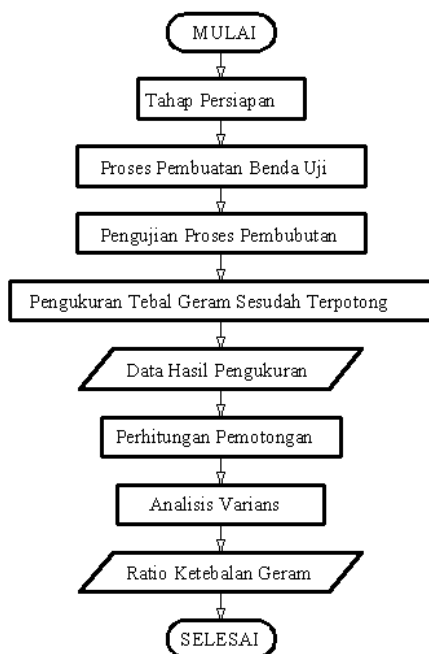 MULAI
Tahap Persiapan
Proses Pembuatan Benda Uji
Pengujian Proses Pembubutan
Pengukuran Tebal Geram Sesudah Terpotong
Data Hasil Pengukuran
Perhitungan Pemotongan
Analisis Varians
Ratio Ketebalan Geram
SELESAI